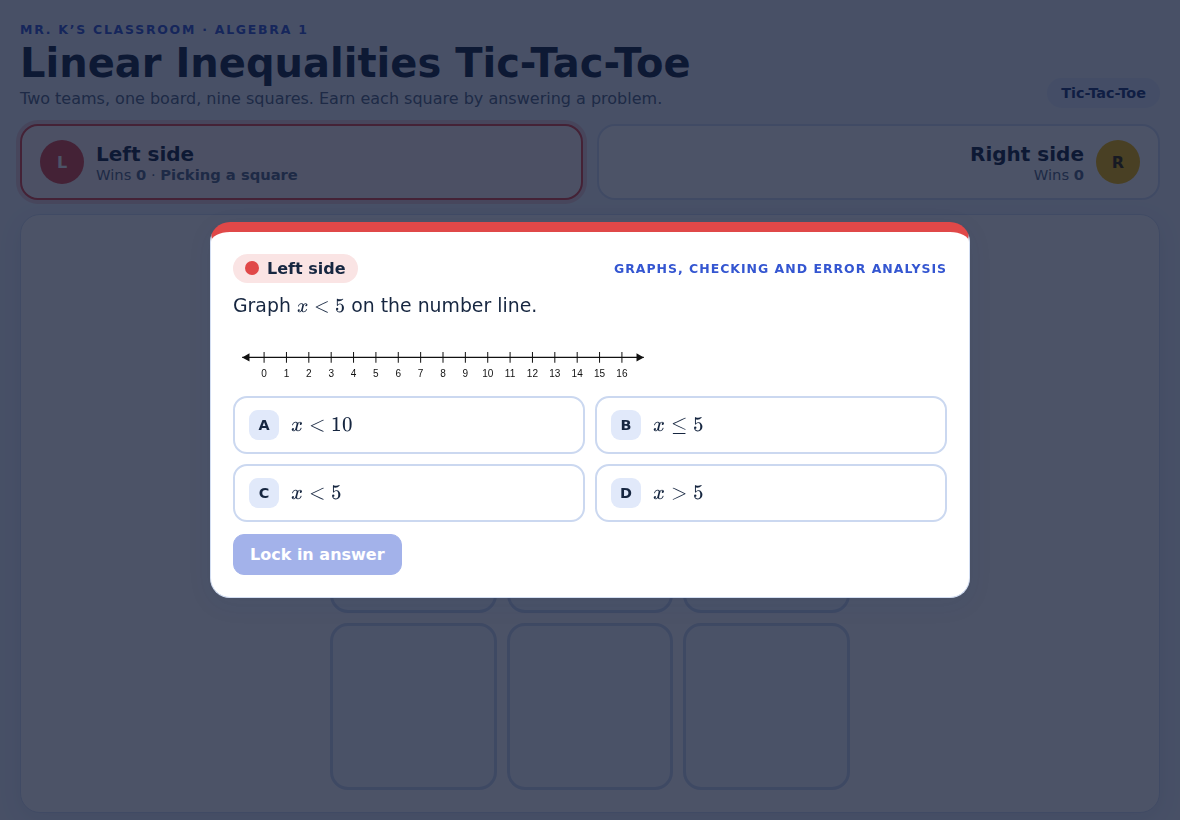 MR. K'S CLASSROOM · ALGEBRA 1
Linear Inequalities Tic-Tac-Toe
Two teams, one board, nine squares. Earn each square by answering a problem.
Tic-Tac-Toe
L
Left side
Wins 0 · Picking a square
Right side
Wins 0
R
Left side
GRAPHS, CHECKING AND ERROR ANALYSIS
Graph x < 5 on the number line.
0 1 2 3 4 5 6 7 8 9 10 11 12 13 14 15 16
A x < 10
B x ≤ 5
C x < 5
D x > 5
Lock in answer